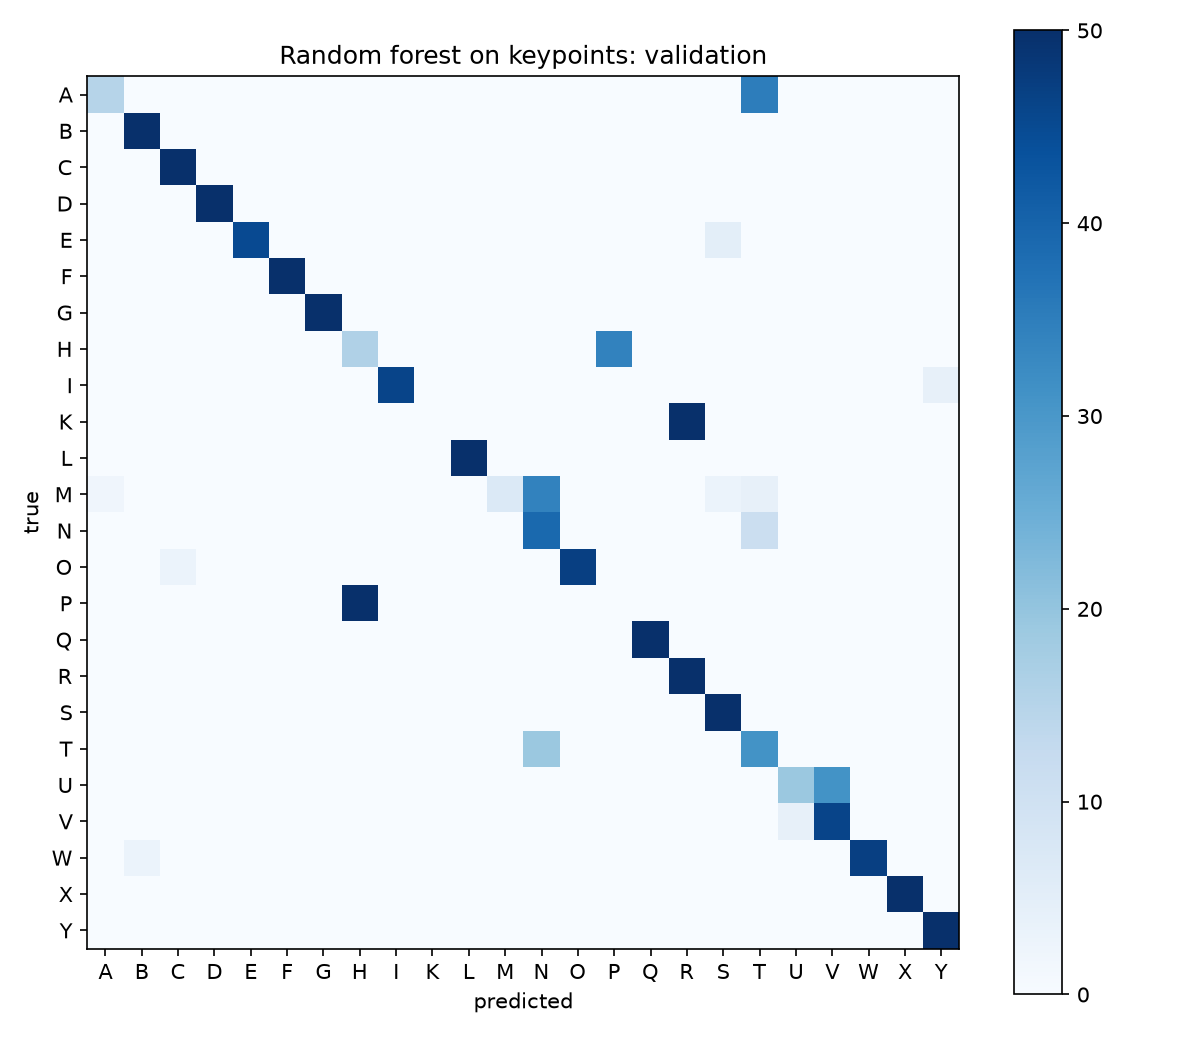 Random forest on keypoints: validation
A
B
C
D
E
F
G
H
I
K
L
M
N
O
P
Q
R
S
T
U
V
W
X
Y
true
A B C D E F G H I K L M N O P Q R S T U V W X Y
predicted
50
40
30
20
10
0